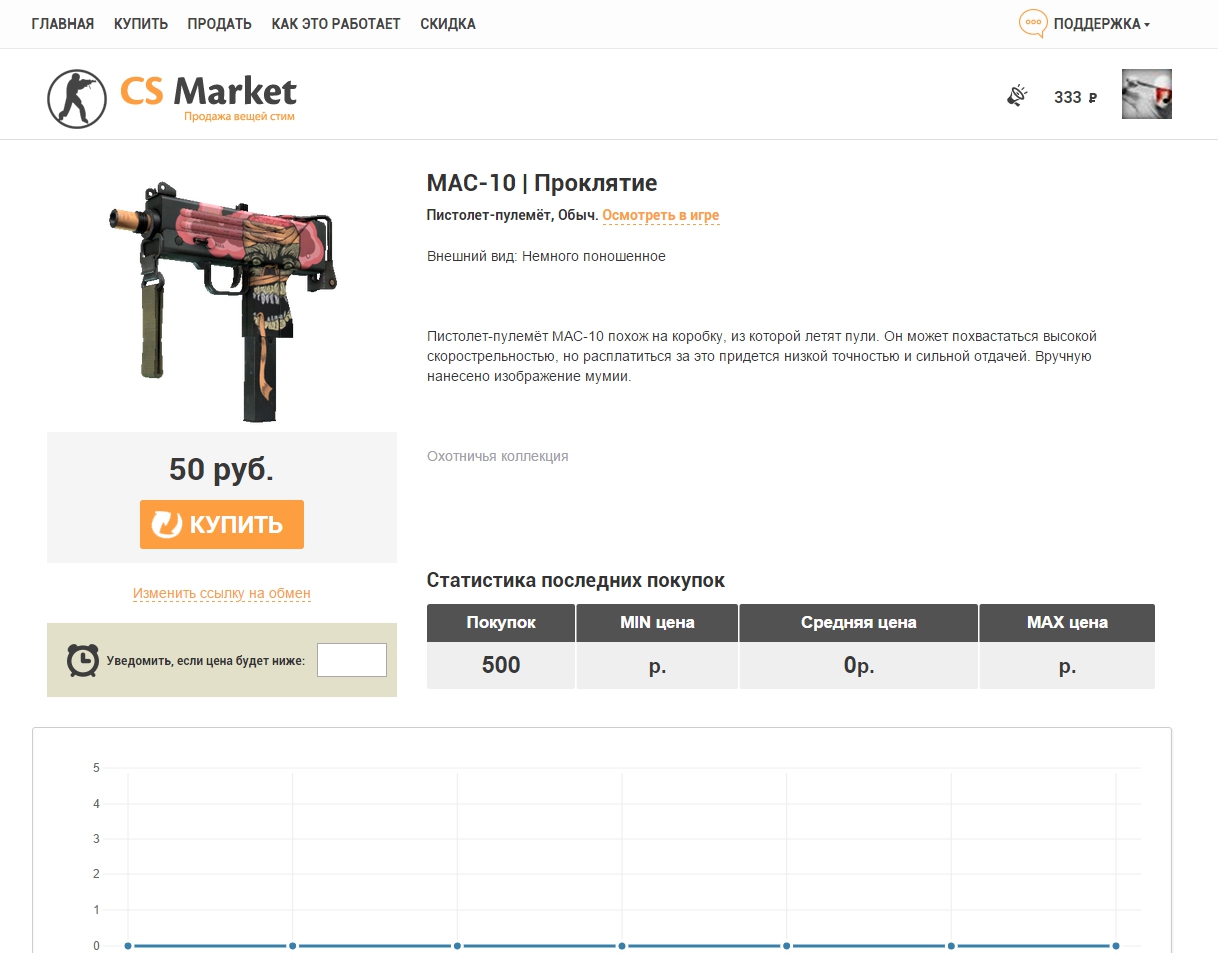 ГЛАВНАЯ КУПИТЬ ПРОДАТЬ КАК ЭТО РАБОТАЕТ СКИДКА ПОДДЕРЖКА
CS Market
Продажа вещей стим
333 ₽
MAC-10 | Проклятие
Пистолет-пулемёт, Обыч. Осмотреть в игре
Внешний вид: Немного поношенное
Пистолет-пулемёт MAC-10 похож на коробку, из которой летят пули. Он может похвастаться высокой
скорострельностью, но расплатиться за это придется низкой точностью и сильной отдачей. Вручную
нанесено изображение мумии.
Охотничья коллекция
50 руб.
КУПИТЬ
Изменить ссылку на обмен
Уведомить, если цена будет ниже:
Статистика последних покупок
Покупок MIN цена Средняя цена MAX цена
500 р. 0р. р.
5
4
3
2
1
0